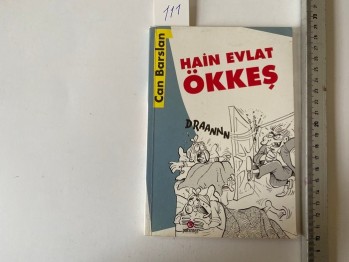 111
Can Barslan
HAİN EVLAT
ÖKKEŞ
DRAANNN